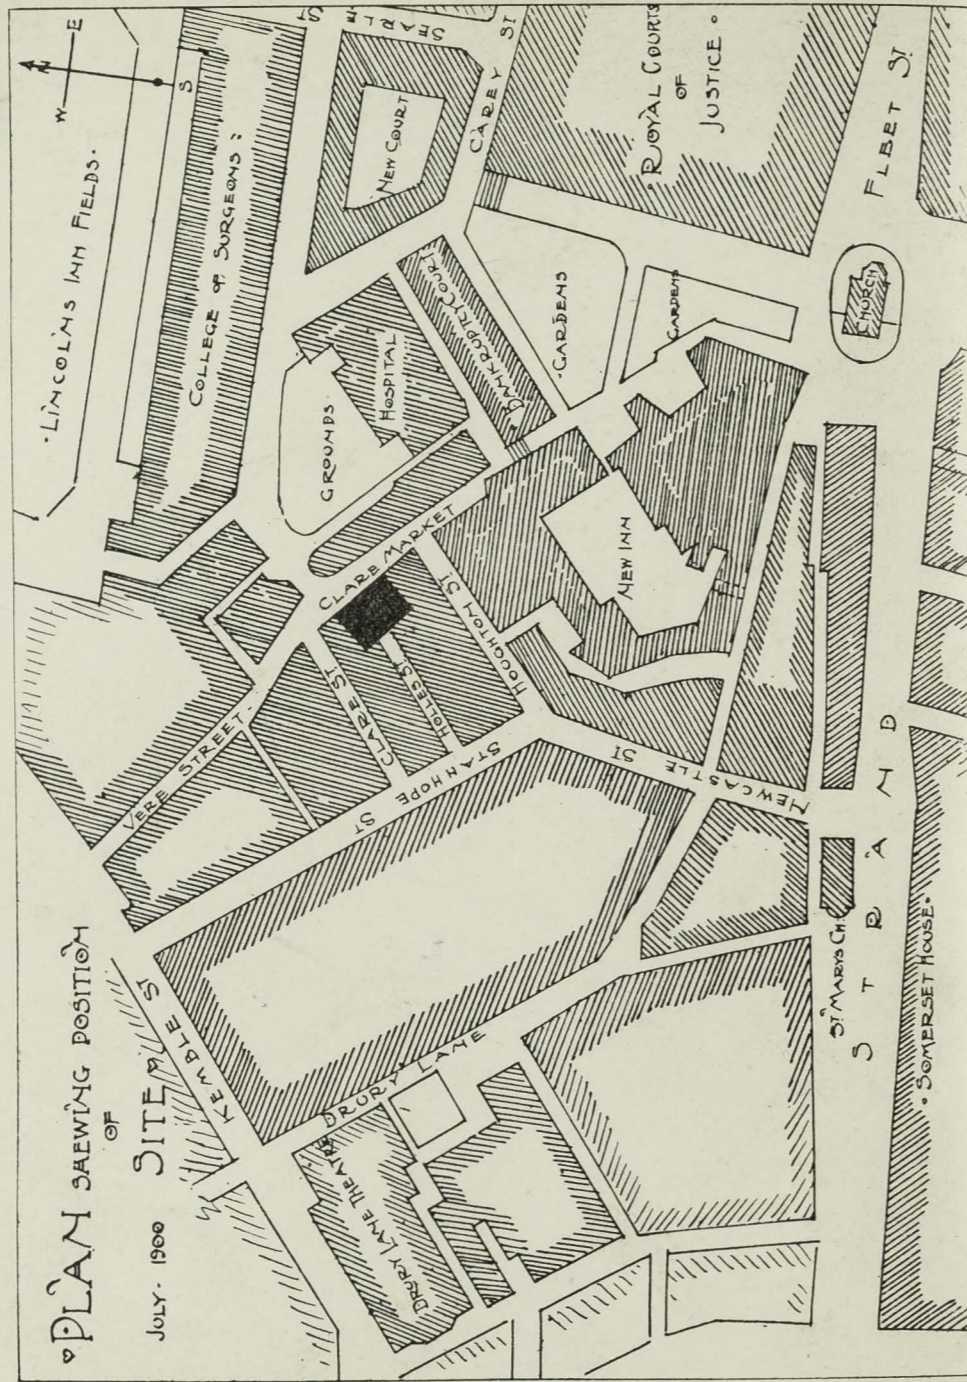 PLAN SHEWING POSITION
OF
JULY - 1900 SITE
N
E
W
S
·LINCOLNS INN FIELDS·
COLLEGE OF SURGEONS:
SEARLE
ST
NEW COURT
CAREY ST
·ROYAL COURTS
OF
JUSTICE·
FLEET ST.
CHURCH
GARDENS
·GARDENS
BANKRUPTCY COURT
HOSPITAL
GROUNDS·
CLARE MARKET
NEW INN
HOUGHTON ST
HOLLES ST
CLARE ST
VERE STREET·
STANHOPE
ST
NEWCASTLE ST
KEMBLE ST
DRURY LANE
DRURY LANE THEATRE
ST MARYS CH:
STRAND
·SOMERSET HOUSE·